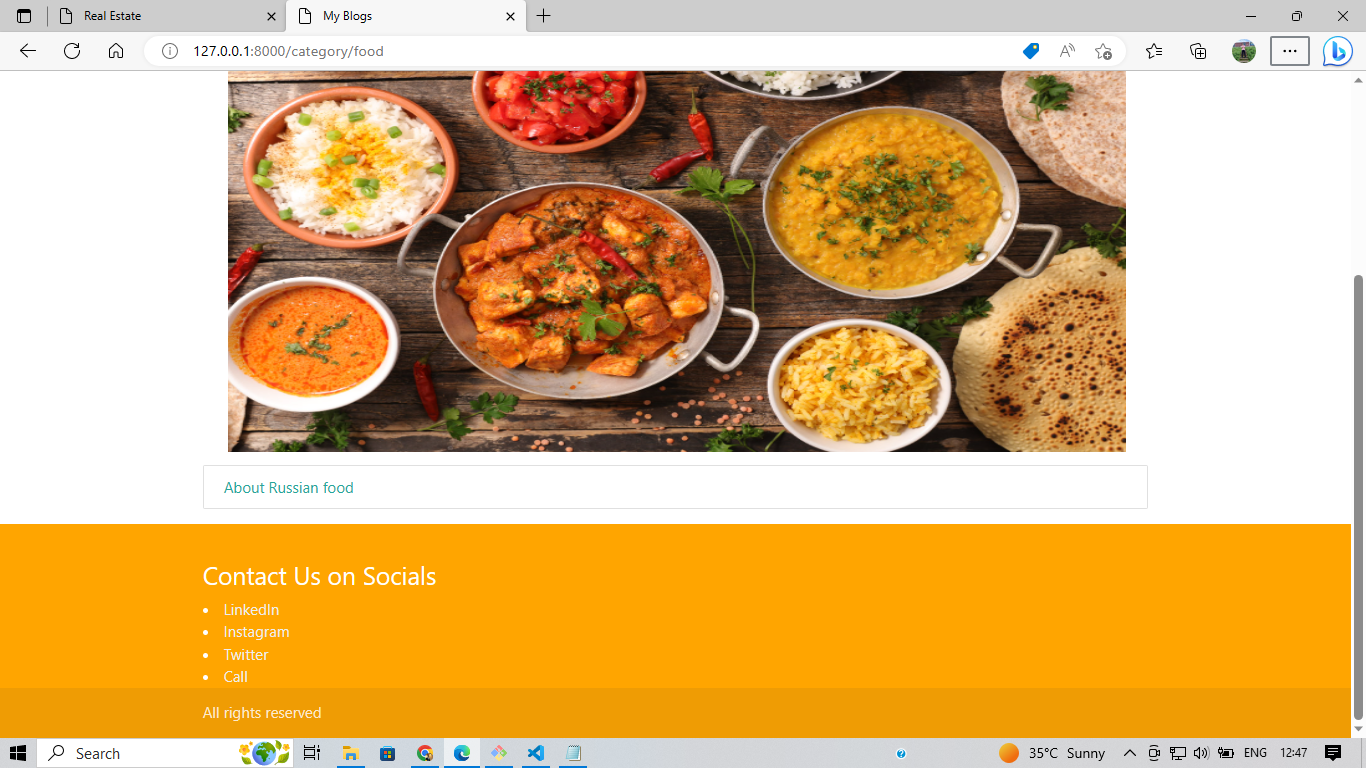 Real Estate
My Blogs
127.0.0.1:8000/category/food
About Russian food
Contact Us on Socials
LinkedIn
Instagram
Twitter
Call
All rights reserved
Search
35°C Sunny
ENG
12:47